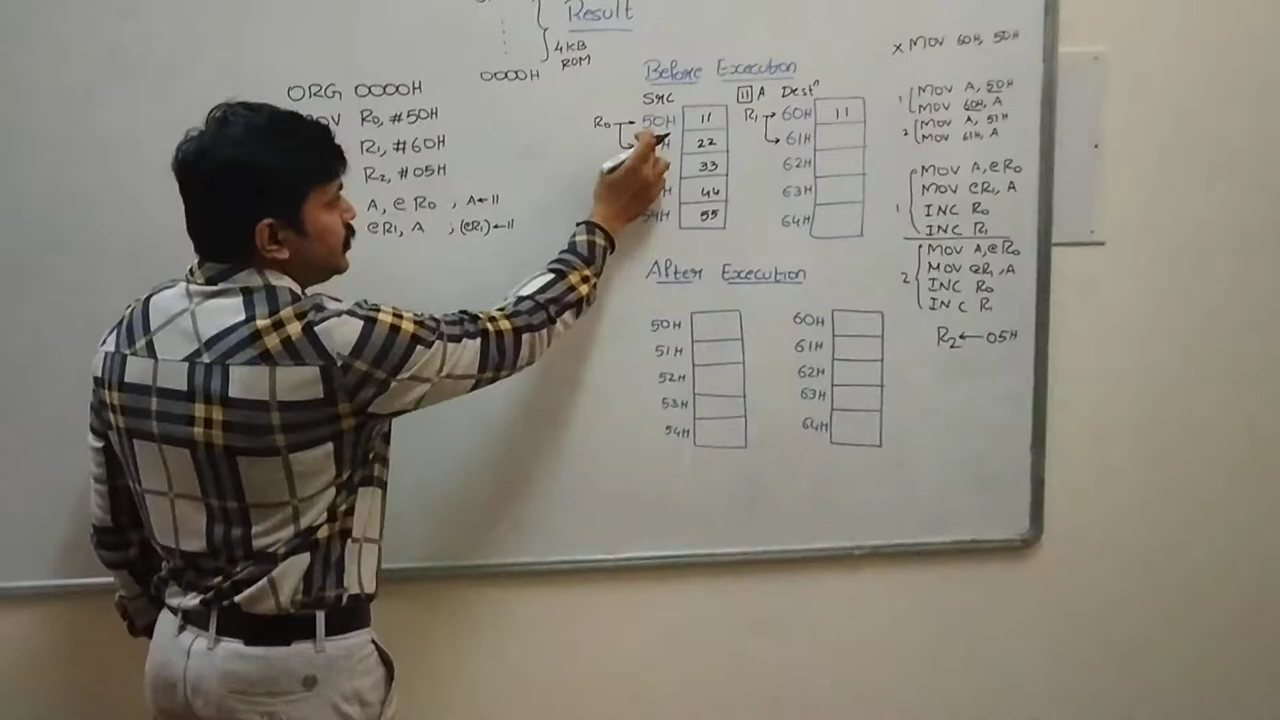 Result
4KB
ROM
0000H
ORG 0000H
R0, #50H
R1, #60H
R2, #05H
A, @R0 , A←11
@R1, A ; (@R1)←11
Before Execution
Src
R0
50H 11
22
33
44
54H 55
11 A Destn
R1 60H 11
61H
62H
63H
64H
After Execution
50H
51H
52H
53H
54H
60H
61H
62H
63H
64H
x MOV 60H, 50H
1 MOV A, 50H
MOV 60H, A
2 MOV A, 51H
MOV 61H, A
1 MOV A, @R0
MOV @R1, A
INC R0
INC R1
2 MOV A, @R0
MOV @R1, A
INC R0
INC R1
R2←05H